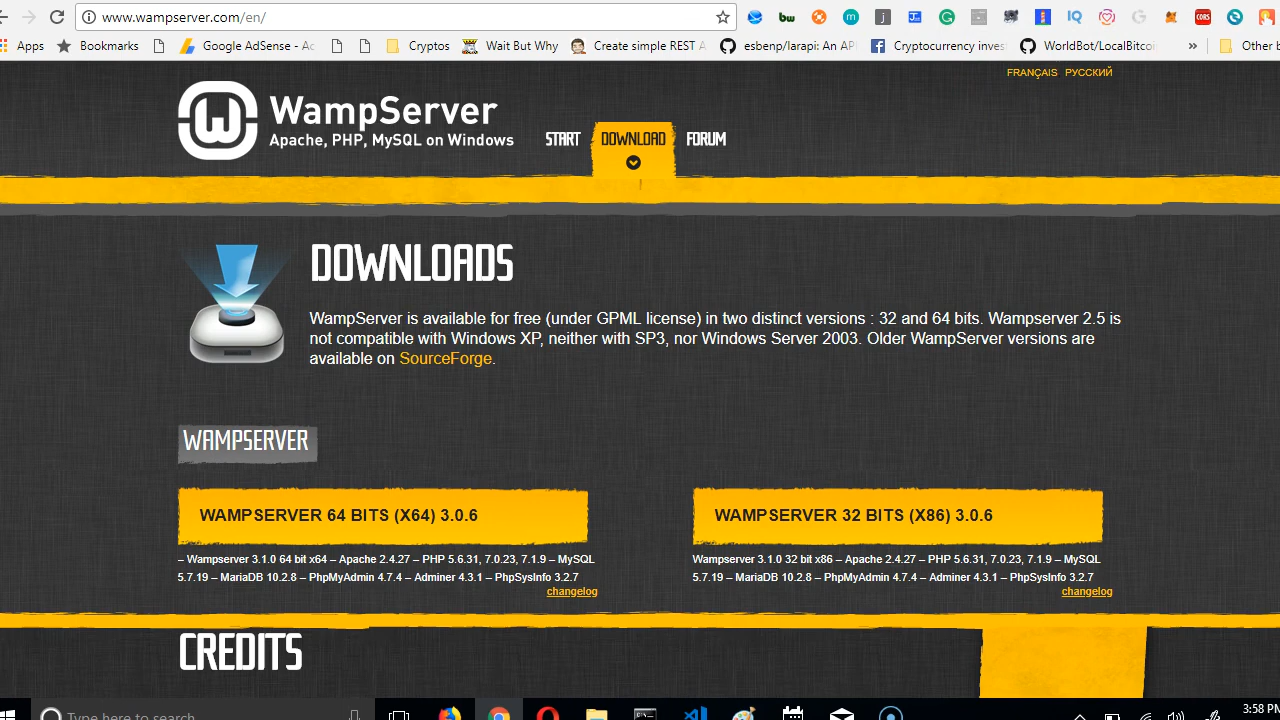 www.wampserver.com/en/
Apps Bookmarks Google AdSense - Ac Cryptos Wait But Why Create simple REST A esbenp/larapi: An API Cryptocurrency inves WorldBot/LocalBitcoi » Other b
FRANÇAIS РУССКИЙ
WampServer
Apache, PHP, MySQL on Windows
START DOWNLOAD FORUM
DOWNLOADS
WampServer is available for free (under GPML license) in two distinct versions : 32 and 64 bits. Wampserver 2.5 is
not compatible with Windows XP, neither with SP3, nor Windows Server 2003. Older WampServer versions are
available on SourceForge.
WAMPSERVER
WAMPSERVER 64 BITS (X64) 3.0.6
– Wampserver 3.1.0 64 bit x64 – Apache 2.4.27 – PHP 5.6.31, 7.0.23, 7.1.9 – MySQL
5.7.19 – MariaDB 10.2.8 – PhpMyAdmin 4.7.4 – Adminer 4.3.1 – PhpSysInfo 3.2.7
changelog
WAMPSERVER 32 BITS (X86) 3.0.6
Wampserver 3.1.0 32 bit x86 – Apache 2.4.27 – PHP 5.6.31, 7.0.23, 7.1.9 – MySQL
5.7.19 – MariaDB 10.2.8 – PhpMyAdmin 4.7.4 – Adminer 4.3.1 – PhpSysInfo 3.2.7
changelog
CREDITS
Type here to search
3:58 PM